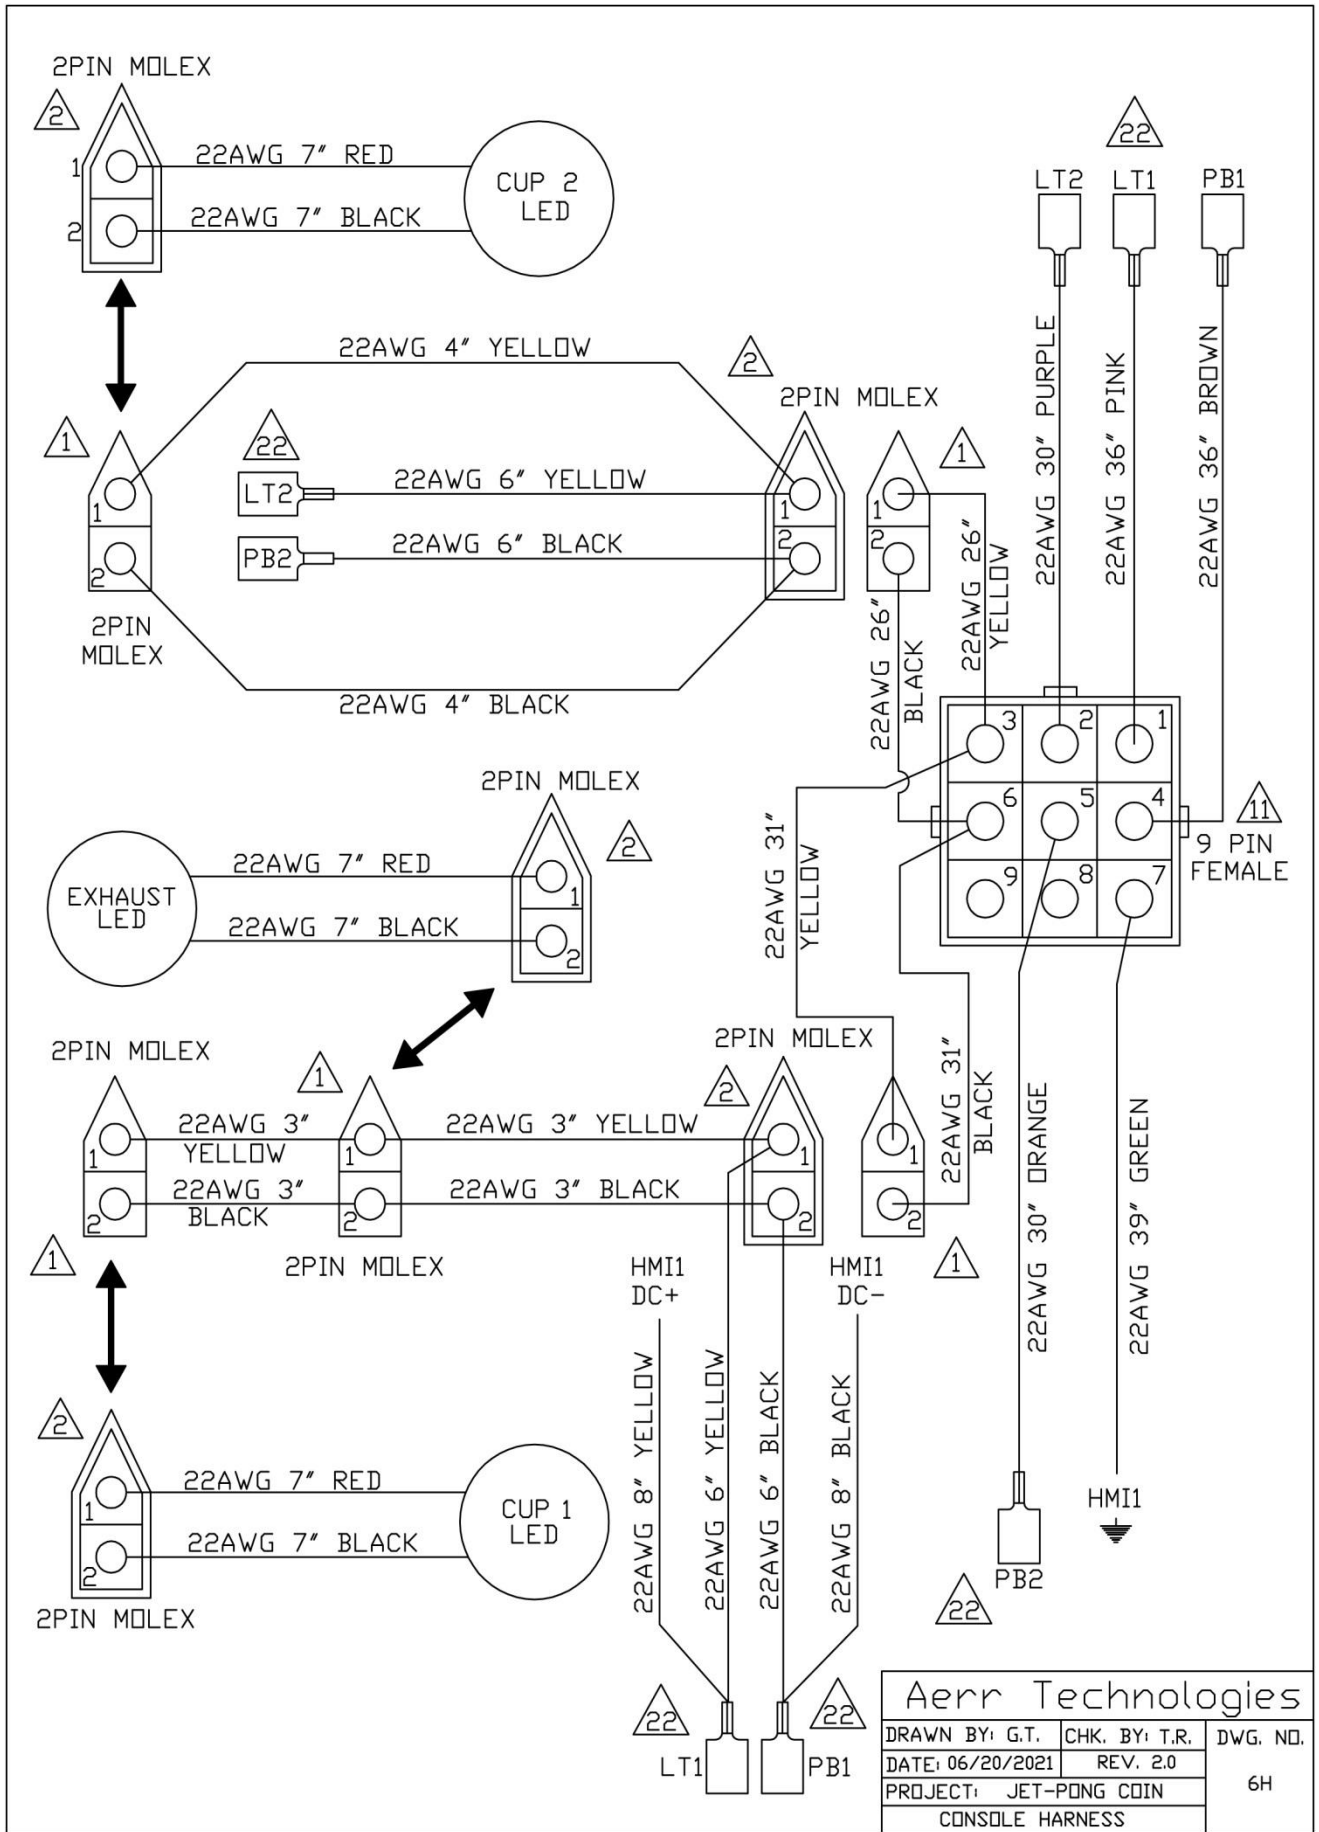 2PIN MOLEX
2
1
22AWG 7" RED
2
22AWG 7" BLACK
CUP 2
LED
22
LT2
LT1
PB1
22AWG 30" PURPLE
22AWG 36" PINK
22AWG 36" BROWN
22AWG 4" YELLOW
2
2PIN MOLEX
1
1
2
2PIN
MOLEX
22
LT2
22AWG 6" YELLOW
PB2
22AWG 6" BLACK
1
2
1
2
1
22AWG 4" BLACK
22AWG 26"
YELLOW
22AWG 26"
BLACK
3
2
1
6
5
4
9
8
7
11
9 PIN
FEMALE
2PIN MOLEX
2
EXHAUST
LED
22AWG 7" RED
1
22AWG 7" BLACK
2
22AWG 31"
YELLOW
2PIN MOLEX
1
2PIN MOLEX
2
1
22AWG 3"
YELLOW
1
22AWG 3" YELLOW
1
1
2
22AWG 3"
BLACK
2
22AWG 3" BLACK
2
2
1
2PIN MOLEX
1
22AWG 31"
BLACK
22AWG 30" ORANGE
22AWG 39" GREEN
HMI1
DC+
HMI1
DC-
22AWG 8" YELLOW
22AWG 6" YELLOW
22AWG 6" BLACK
22AWG 8" BLACK
2
1
22AWG 7" RED
2
22AWG 7" BLACK
CUP 1
LED
2PIN MOLEX
HMI1
PB2
22
22
LT1
22
PB1
Aerr Technologies
DRAWN BY: G.T.
CHK. BY: T.R.
DWG. NO.
DATE: 06/20/2021
REV. 2.0
6H
PROJECT: JET-PONG COIN
CONSOLE HARNESS